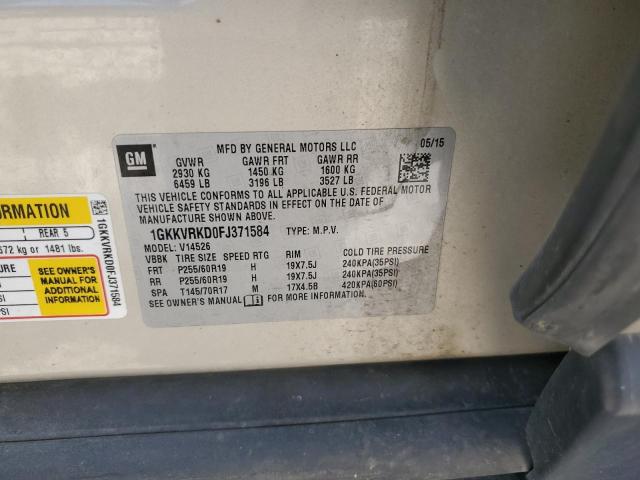 GM
MFD BY GENERAL MOTORS LLC 05/15
GVWR GAWR FRT GAWR RR
2930 KG 1450 KG 1600 KG
6459 LB 3196 LB 3527 LB
THIS VEHICLE CONFORMS TO ALL APPLICABLE U.S. FEDERAL MOTOR
VEHICLE SAFETY STANDARDS IN EFFECT ON THE DATE OF
MANUFACTURE SHOWN ABOVE.
1GKKVRKD0FJ371584 TYPE: M.P.V.
MODEL: V14526
VBBK TIRE SIZE SPEED RTG RIM COLD TIRE PRESSURE
FRT P255/60R19 H 19X7.5J 240KPA(35PSI)
RR P255/60R19 H 19X7.5J 240KPA(35PSI)
SPA T145/70R17 M 17X4.5B 420KPA(60PSI)
SEE OWNER'S MANUAL FOR MORE INFORMATION.
ORMATION
REAR 5
672 kg or 1481 lbs.
SEE OWNER'S
MANUAL FOR
ADDITIONAL
INFORMATION
1GKKVRKD0FJ371584